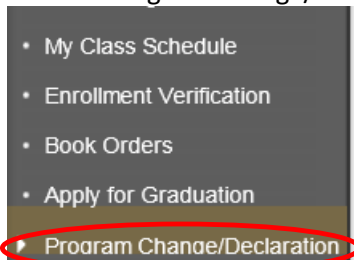 • My Class Schedule
• Enrollment Verification
• Book Orders
• Apply for Graduation
Program Change/Declaration